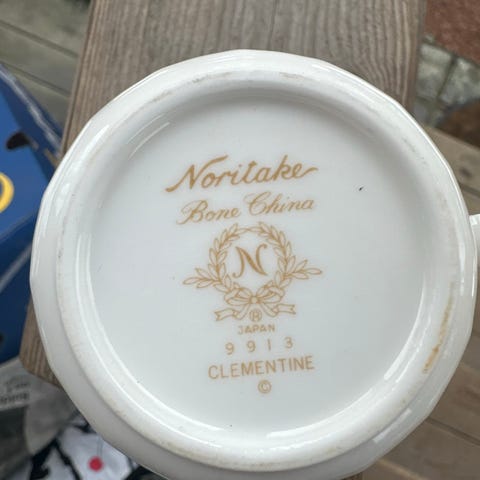 Noritake
Bone China
N
®
JAPAN
9913
CLEMENTINE
©